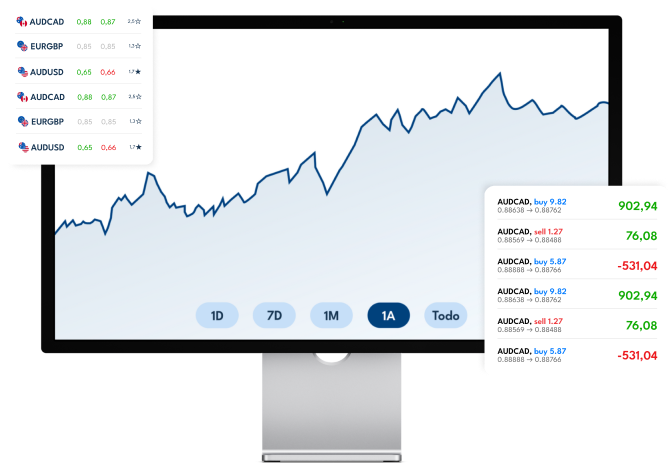 AUDCAD 0,88 0,87 2,5☆
EURGBP 0,85 0,85 1,3☆
AUDUSD 0,65 0,66 1,7★
AUDCAD 0,88 0,87 2,5☆
EURGBP 0,85 0,85 1,3☆
AUDUSD 0,65 0,66 1,7★
AUDCAD, buy 9.82 902,94
0.88638 → 0.88762
AUDCAD, sell 1.27 76,08
0.88569 → 0.88488
AUDCAD, buy 5.87 -531,04
0.88888 → 0.88766
AUDCAD, buy 9.82 902,94
0.88638 → 0.88762
AUDCAD, sell 1.27 76,08
0.88569 → 0.88488
AUDCAD, buy 5.87 -531,04
0.88888 → 0.88766
1D 7D 1M 1A Todo